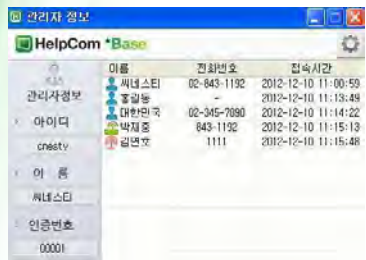 관리자 정보
HelpCom *Base
관리자정보
아이디
cnesty
이 름
씨네스티
인증번호
00001
이름 전화번호 접속시간
씨네스티 02-843-1192 2012-12-10 11:00:59
홍길동 - 2012-12-10 11:13:49
대한민국 02-345-7890 2012-12-10 11:14:22
박재홍 843-1192 2012-12-10 11:15:13
김연호 1111 2012-12-10 11:15:48